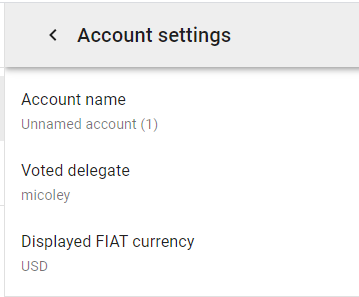 Account settings
Account name
Unnamed account (1)
Voted delegate
micoley
Displayed FIAT currency
USD